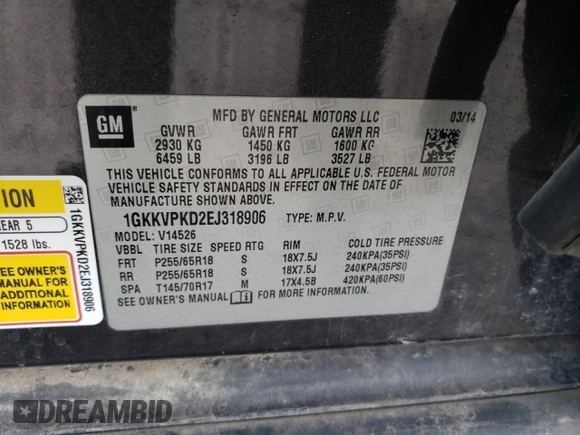 GM
MFD BY GENERAL MOTORS LLC 03/14
GVWR GAWR FRT GAWR RR
2930 KG 1450 KG 1600 KG
6459 LB 3196 LB 3527 LB
THIS VEHICLE CONFORMS TO ALL APPLICABLE U.S. FEDERAL MOTOR
VEHICLE SAFETY STANDARDS IN EFFECT ON THE DATE OF
MANUFACTURE SHOWN ABOVE.
1GKKVPKD2EJ318906 TYPE: M.P.V.
MODEL: V14526
VBBL TIRE SIZE SPEED RTG RIM COLD TIRE PRESSURE
FRT P255/65R18 S 18X7.5J 240KPA(35PSI)
RR P255/65R18 S 18X7.5J 240KPA(35PSI)
SPA T145/70R17 M 17X4.5B 420KPA(60PSI)
SEE OWNER'S MANUAL FOR MORE INFORMATION.
TION
REAR 5
1528 lbs.
SEE OWNER'S
MANUAL FOR
ADDITIONAL
INFORMATION
1GKKVPKD2EJ318906
DREAMBID